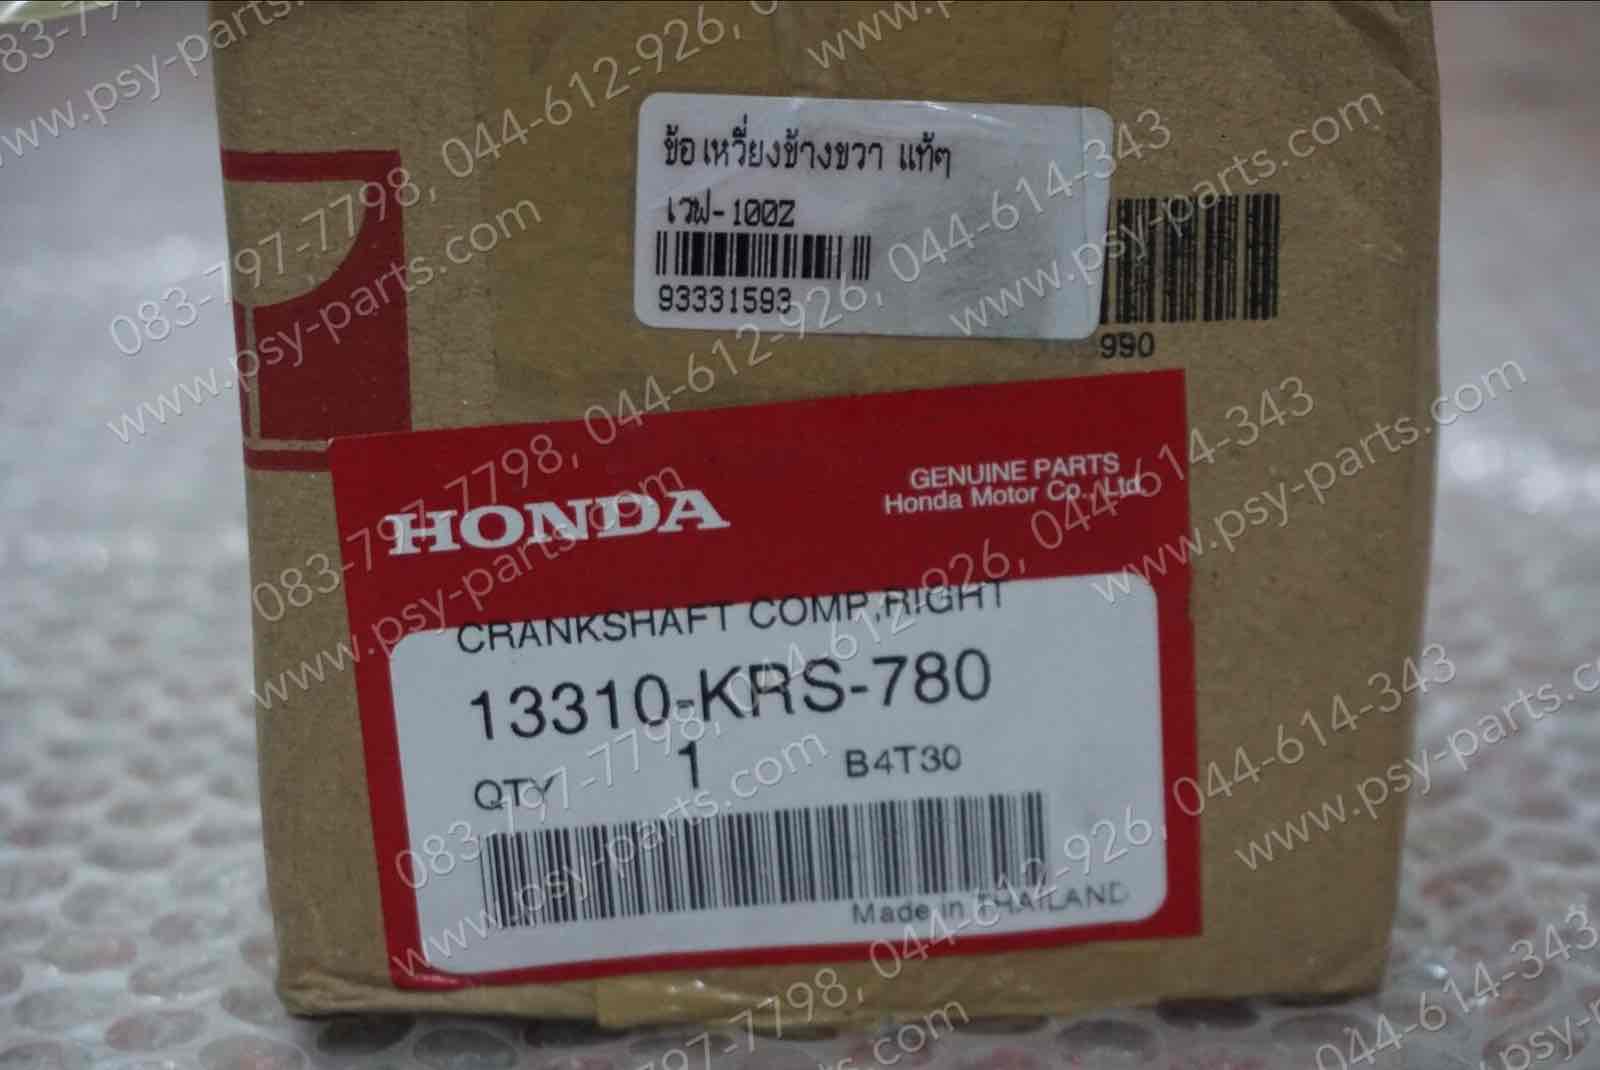 ข้อเหวี่ยงข้างขวา แท้ๆ
เวฟ-100Z
93331593
990
HONDA
GENUINE PARTS
Honda Motor Co., Ltd.
CRANKSHAFT COMP,RIGHT
13310-KRS-780
QTY 1 B4T30
Made in THAILAND
083-797-7798, 044-612-926, 044-614-343
www.psy-parts.com